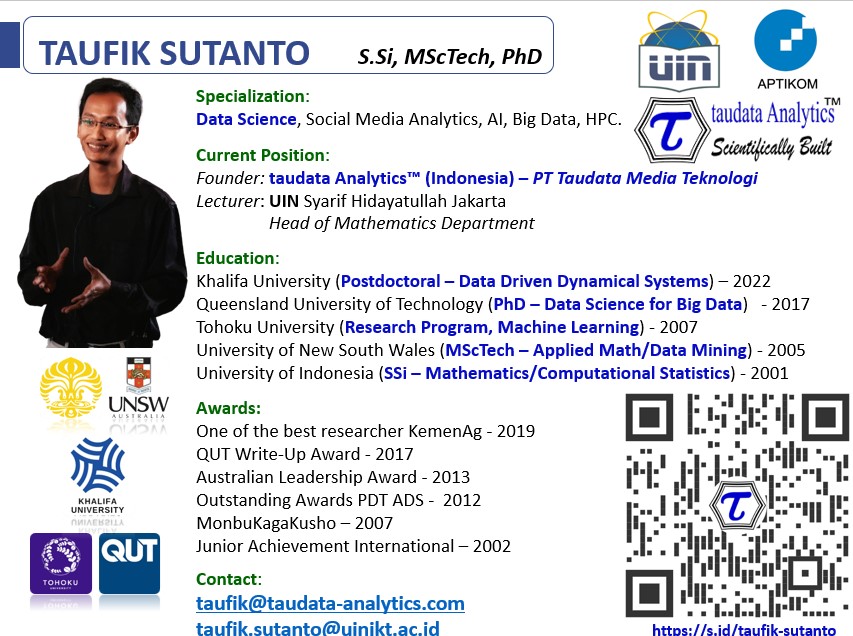 TAUFIK SUTANTO S.Si, MScTech, PhD
uin
APTIKOM
taudata Analytics™
Scientifically Built
Specialization:
Data Science, Social Media Analytics, AI, Big Data, HPC.
Current Position:
Founder: taudata Analytics™ (Indonesia) – PT Taudata Media Teknologi
Lecturer: UIN Syarif Hidayatullah Jakarta
Head of Mathematics Department
Education:
Khalifa University (Postdoctoral – Data Driven Dynamical Systems) – 2022
Queensland University of Technology (PhD – Data Science for Big Data) - 2017
Tohoku University (Research Program, Machine Learning) - 2007
University of New South Wales (MScTech – Applied Math/Data Mining) - 2005
University of Indonesia (SSi – Mathematics/Computational Statistics) - 2001
UNSW
AUSTRALIA
KHALIFA
UNIVERSITY
TOHOKU
UNIVERSITY
QUT
Awards:
One of the best researcher KemenAg - 2019
QUT Write-Up Award - 2017
Australian Leadership Award - 2013
Outstanding Awards PDT ADS - 2012
MonbuKagaKusho – 2007
Junior Achievement International – 2002
Contact:
taufik@taudata-analytics.com
taufik.sutanto@uinjkt.ac.id
τ
https://s.id/taufik-sutanto